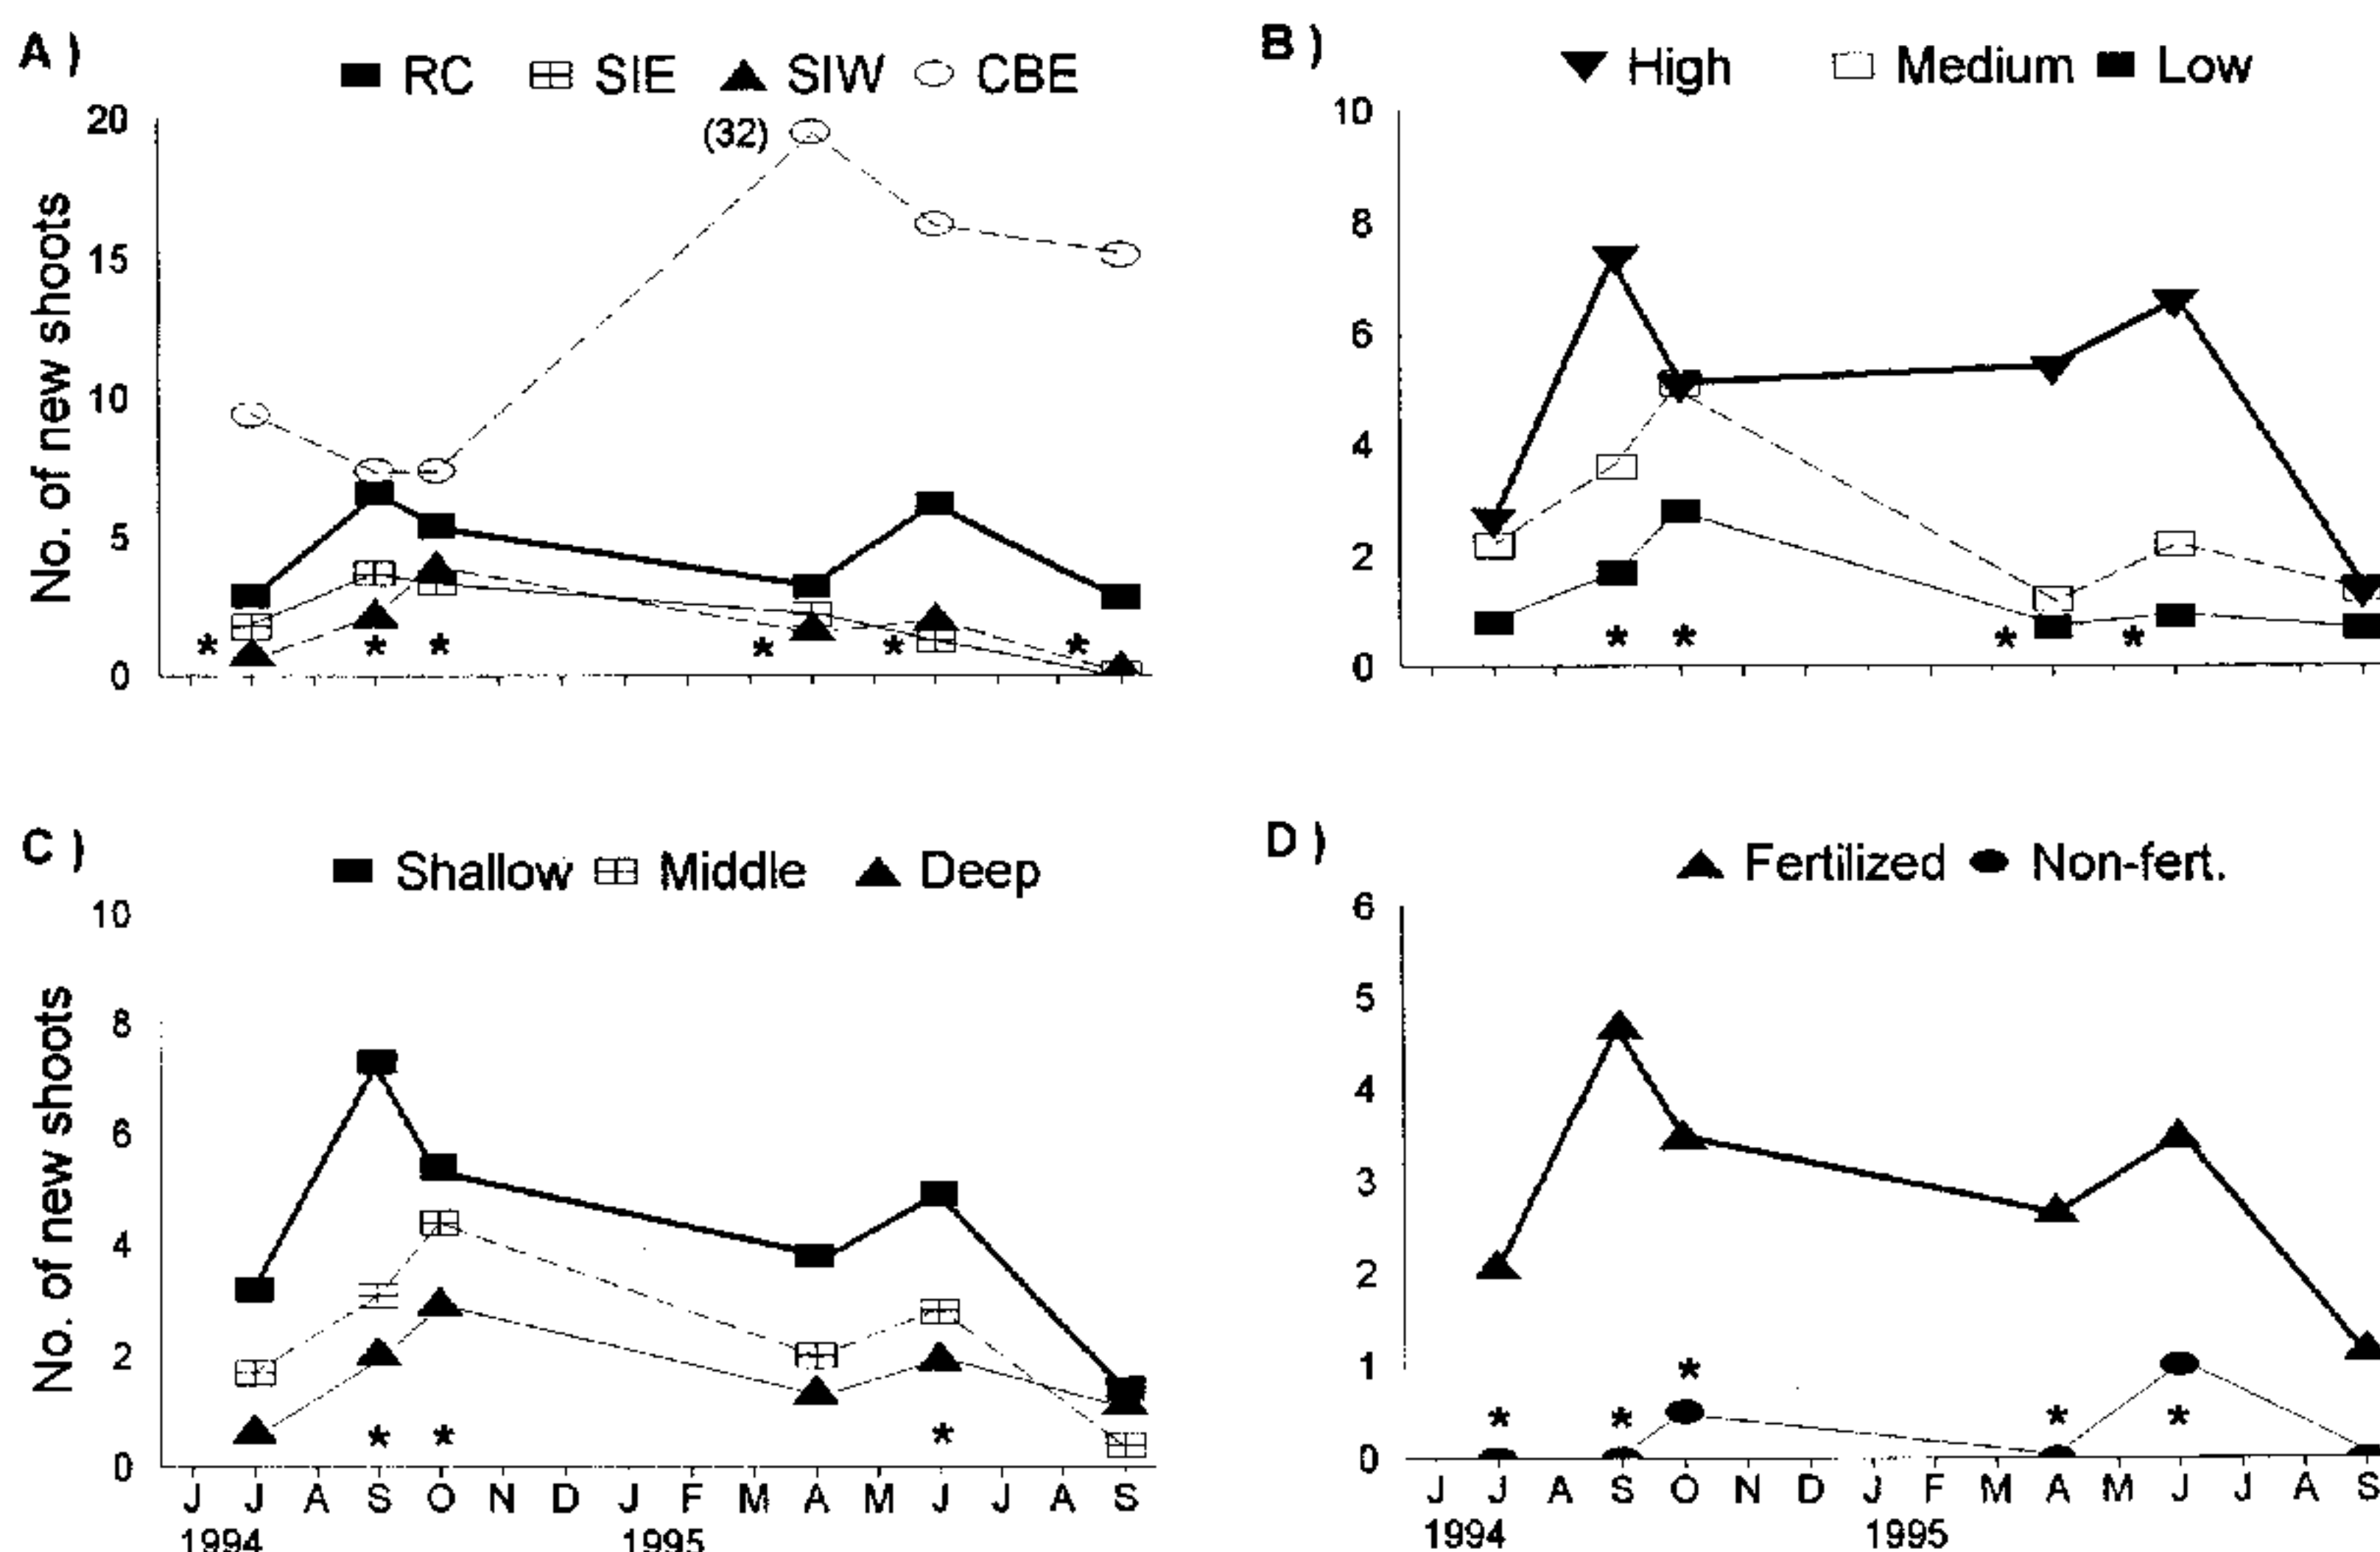 A )
RC SIE SIW CBE
No. of new shoots
20
15
10
5
0
(32)
* * * * * *
B )
High Medium Low
10
8
6
4
2
0
* * * *
C )
Shallow Middle Deep
No. of new shoots
10
8
6
4
2
0
* * *
J J A S O N D J F M A M J J A S
1994 1995
D )
Fertilized Non-fert.
6
5
4
3
2
1
0
* * * * *
J J A S O N D J F M A M J J A S
1994 1995